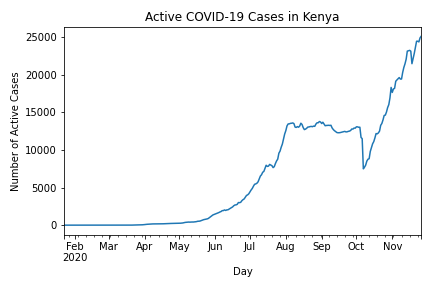 Active COVID-19 Cases in Kenya
25000
20000
15000
10000
5000
0
Number of Active Cases
Feb Mar Apr May Jun Jul Aug Sep Oct Nov
2020
Day